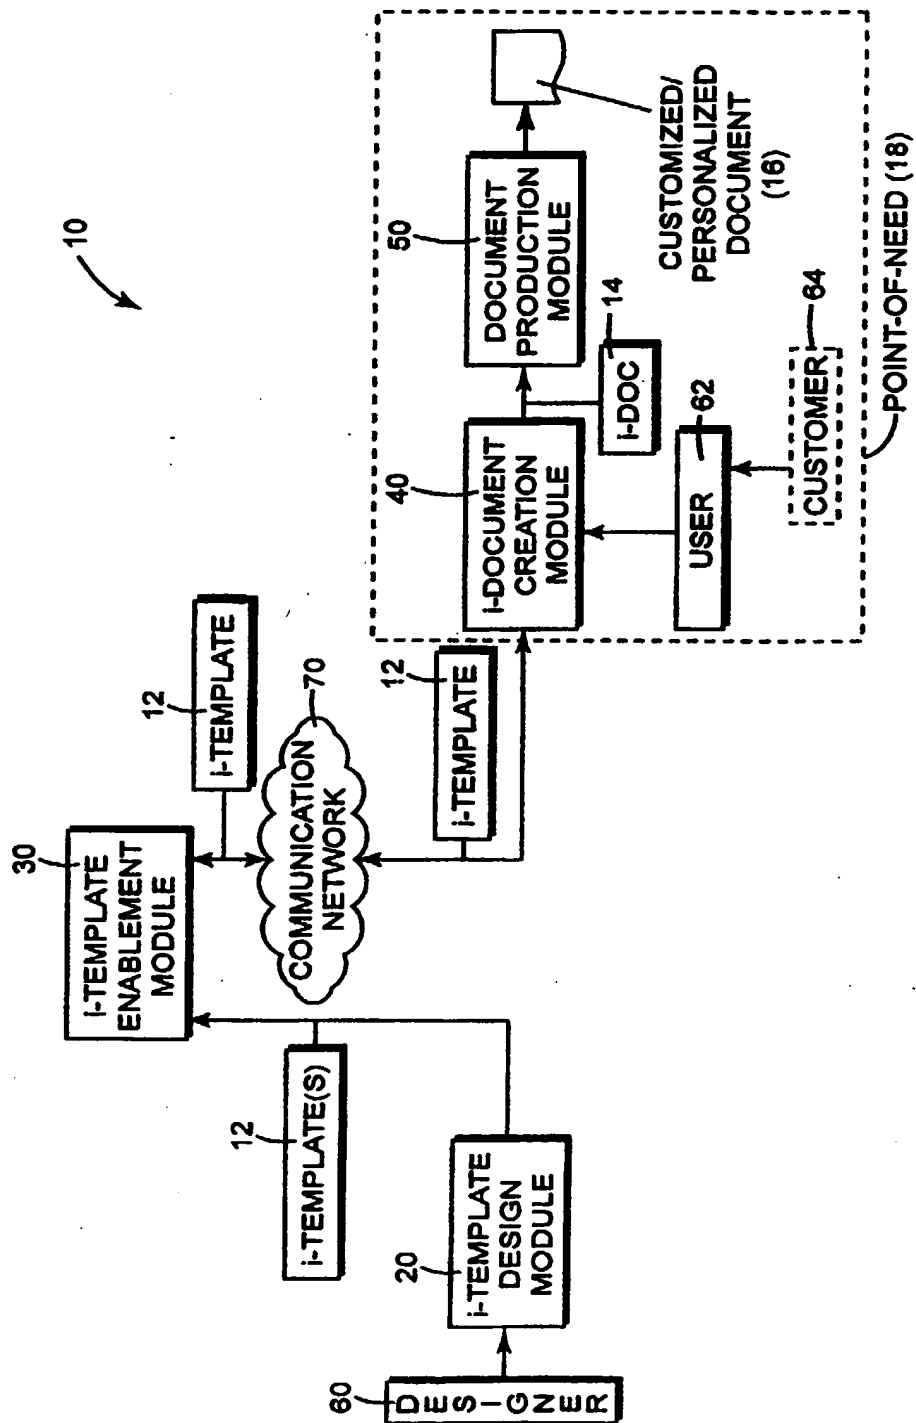 10
30
i-TEMPLATE
ENABLEMENT
MODULE
12
i-TEMPLATE
COMMUNICATION
NETWORK
70
12
i-TEMPLATE(S)
12
i-TEMPLATE
60
DESIGNER
20
i-TEMPLATE
DESIGN
MODULE
40
i-DOCUMENT
CREATION
MODULE
50
DOCUMENT
PRODUCTION
MODULE
i-DOC
14
USER
62
CUSTOMER
64
CUSTOMIZED/
PERSONALIZED
DOCUMENT
(16)
POINT-OF-NEED (18)